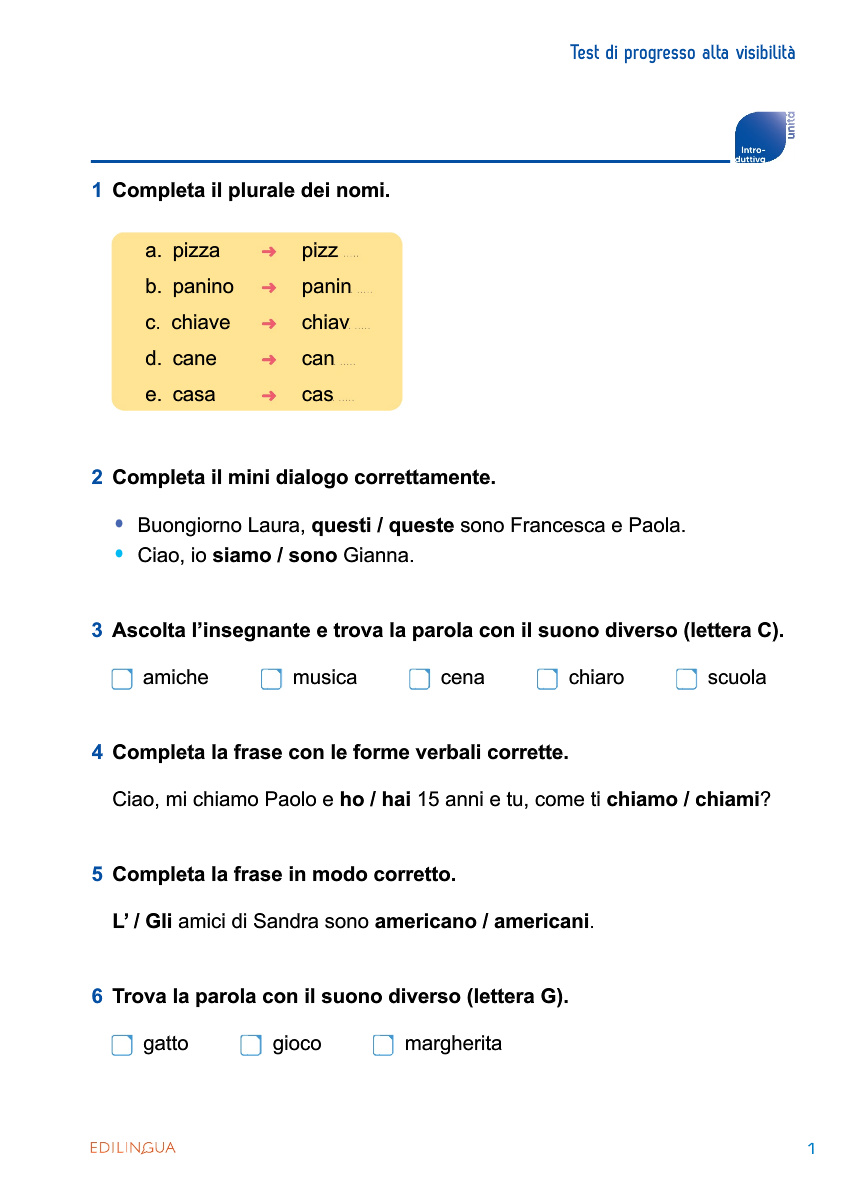 Test di progresso alta visibilità
unità
Intro-
duttiva
1 Completa il plurale dei nomi.
a. pizza ➜ pizz .....
b. panino ➜ panin .....
c. chiave ➜ chiav .....
d. cane ➜ can .....
e. casa ➜ cas .....
2 Completa il mini dialogo correttamente.
• Buongiorno Laura, questi / queste sono Francesca e Paola.
• Ciao, io siamo / sono Gianna.
3 Ascolta l’insegnante e trova la parola con il suono diverso (lettera C).
amiche musica cena chiaro scuola
4 Completa la frase con le forme verbali corrette.
Ciao, mi chiamo Paolo e ho / hai 15 anni e tu, come ti chiamo / chiami?
5 Completa la frase in modo corretto.
L’ / Gli amici di Sandra sono americano / americani.
6 Trova la parola con il suono diverso (lettera G).
gatto gioco margherita
EDILINGUA
1